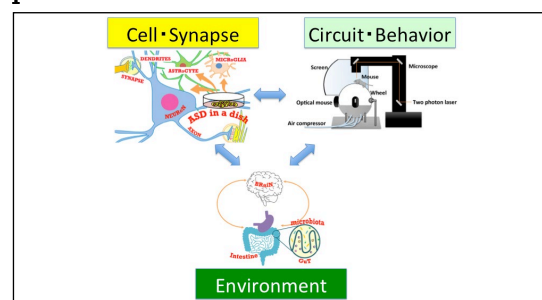 Cell・Synapse
Circuit・Behavior
DENDRITES
MICRoGLIA
SYNAPSE
ASTRoCYTE
NEURoN
ASD in a dish
AXON
Screen
Microscope
Mouse
Wheel
Optical mouse
Two photon laser
Air compressor
BRaiN
microbiota
Intestine
GuT
Environment